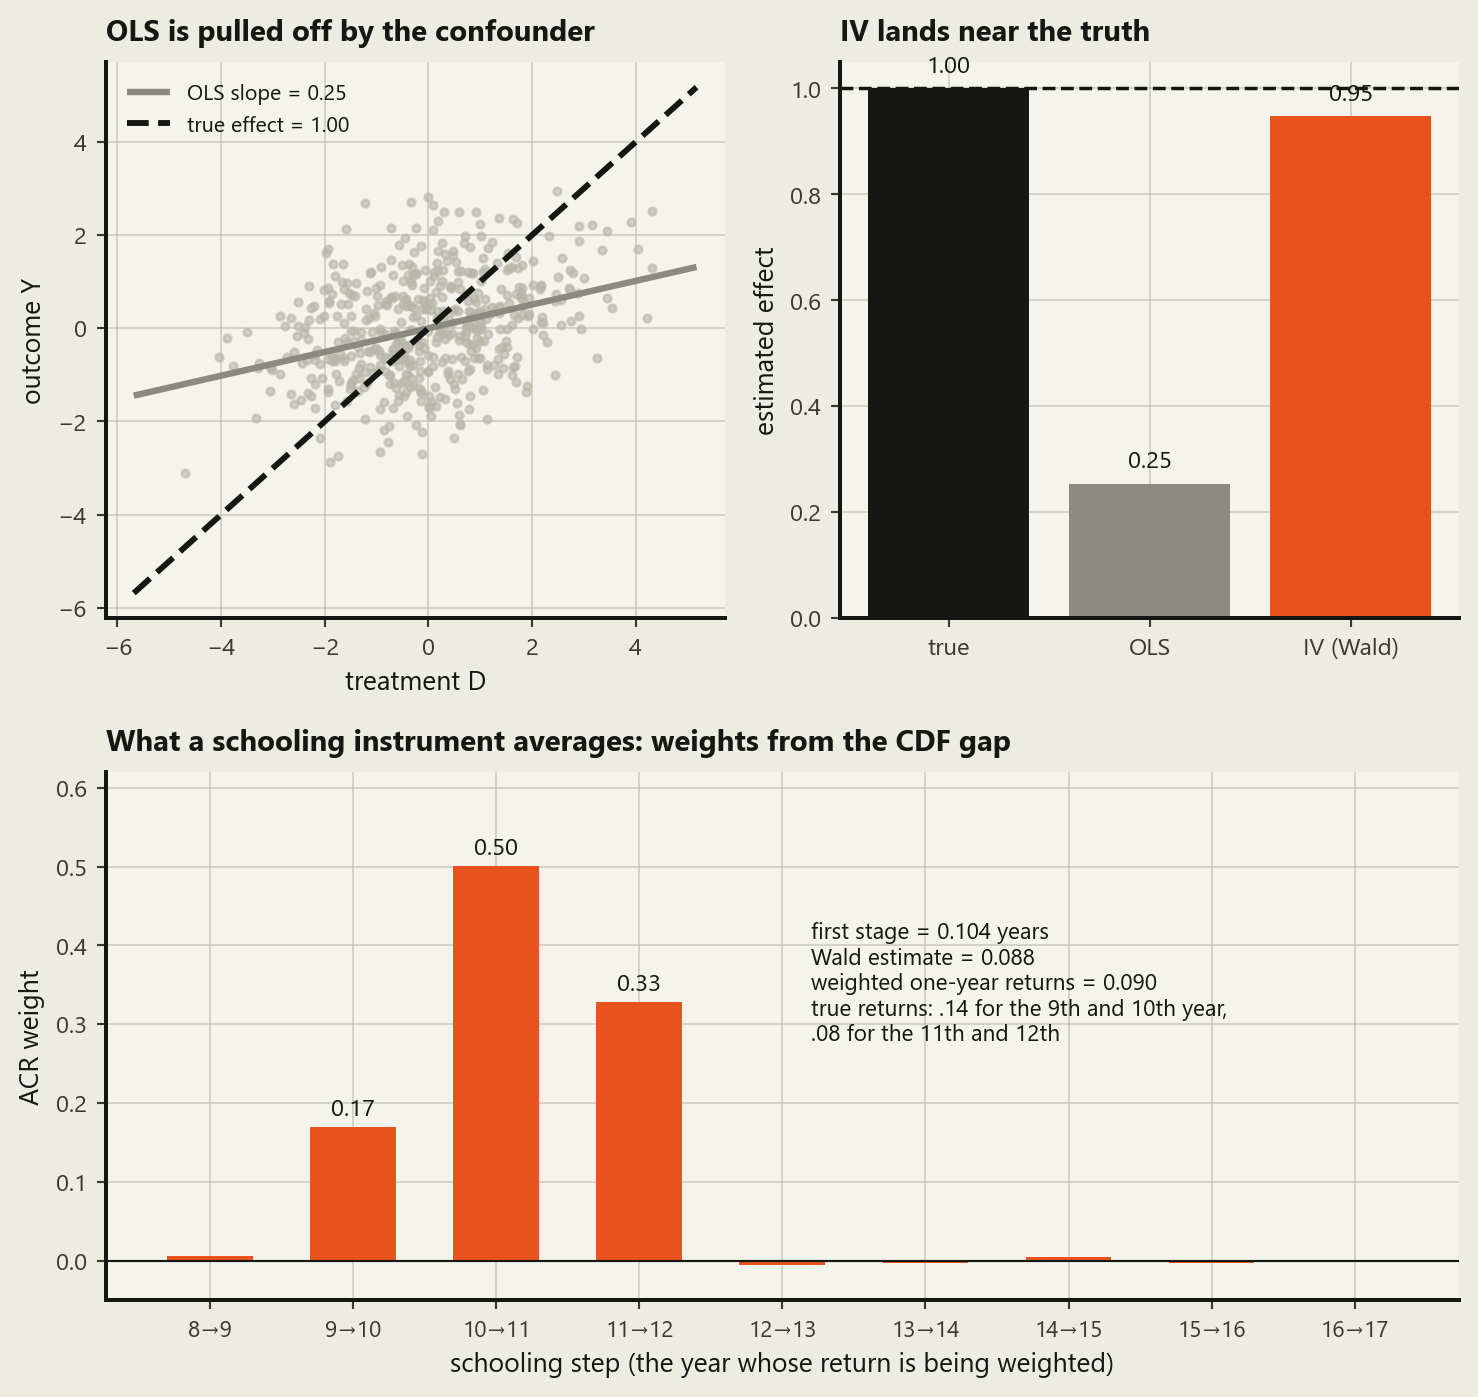 OLS is pulled off by the confounder
OLS slope = 0.25
true effect = 1.00
4
2
0
−2
−4
−6
outcome Y
−6
−4
−2
0
2
4
treatment D
IV lands near the truth
1.00
0.95
0.25
1.0
0.8
0.6
0.4
0.2
0.0
estimated effect
true
OLS
IV (Wald)
What a schooling instrument averages: weights from the CDF gap
0.6
0.5
0.4
0.3
0.2
0.1
0.0
ACR weight
0.50
0.33
0.17
first stage = 0.104 years
Wald estimate = 0.088
weighted one-year returns = 0.090
true returns: .14 for the 9th and 10th year,
.08 for the 11th and 12th
8→9
9→10
10→11
11→12
12→13
13→14
14→15
15→16
16→17
schooling step (the year whose return is being weighted)